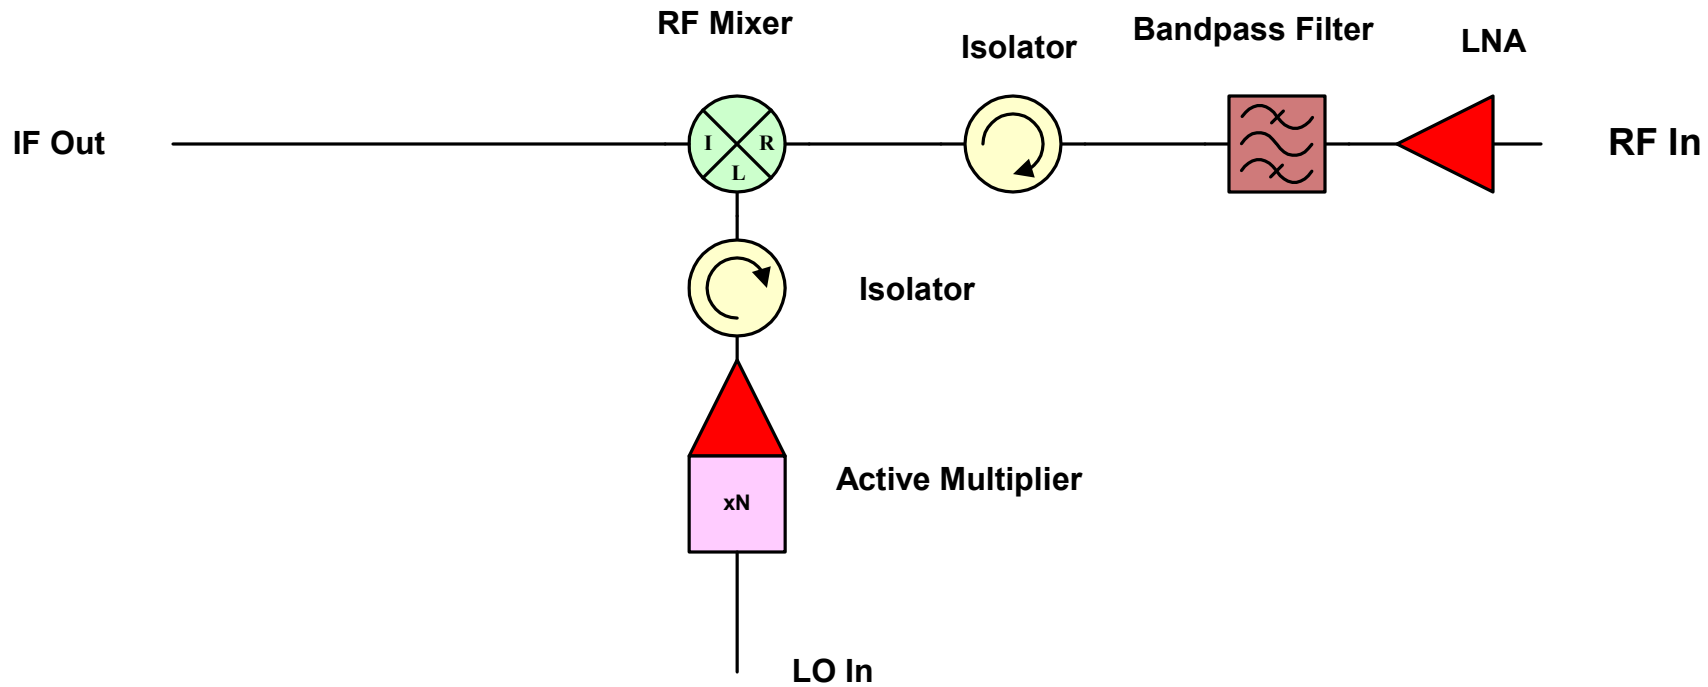 RF Mixer
Isolator
Bandpass Filter
LNA
IF Out
I
R
L
RF In
Isolator
Active Multiplier
xN
LO In